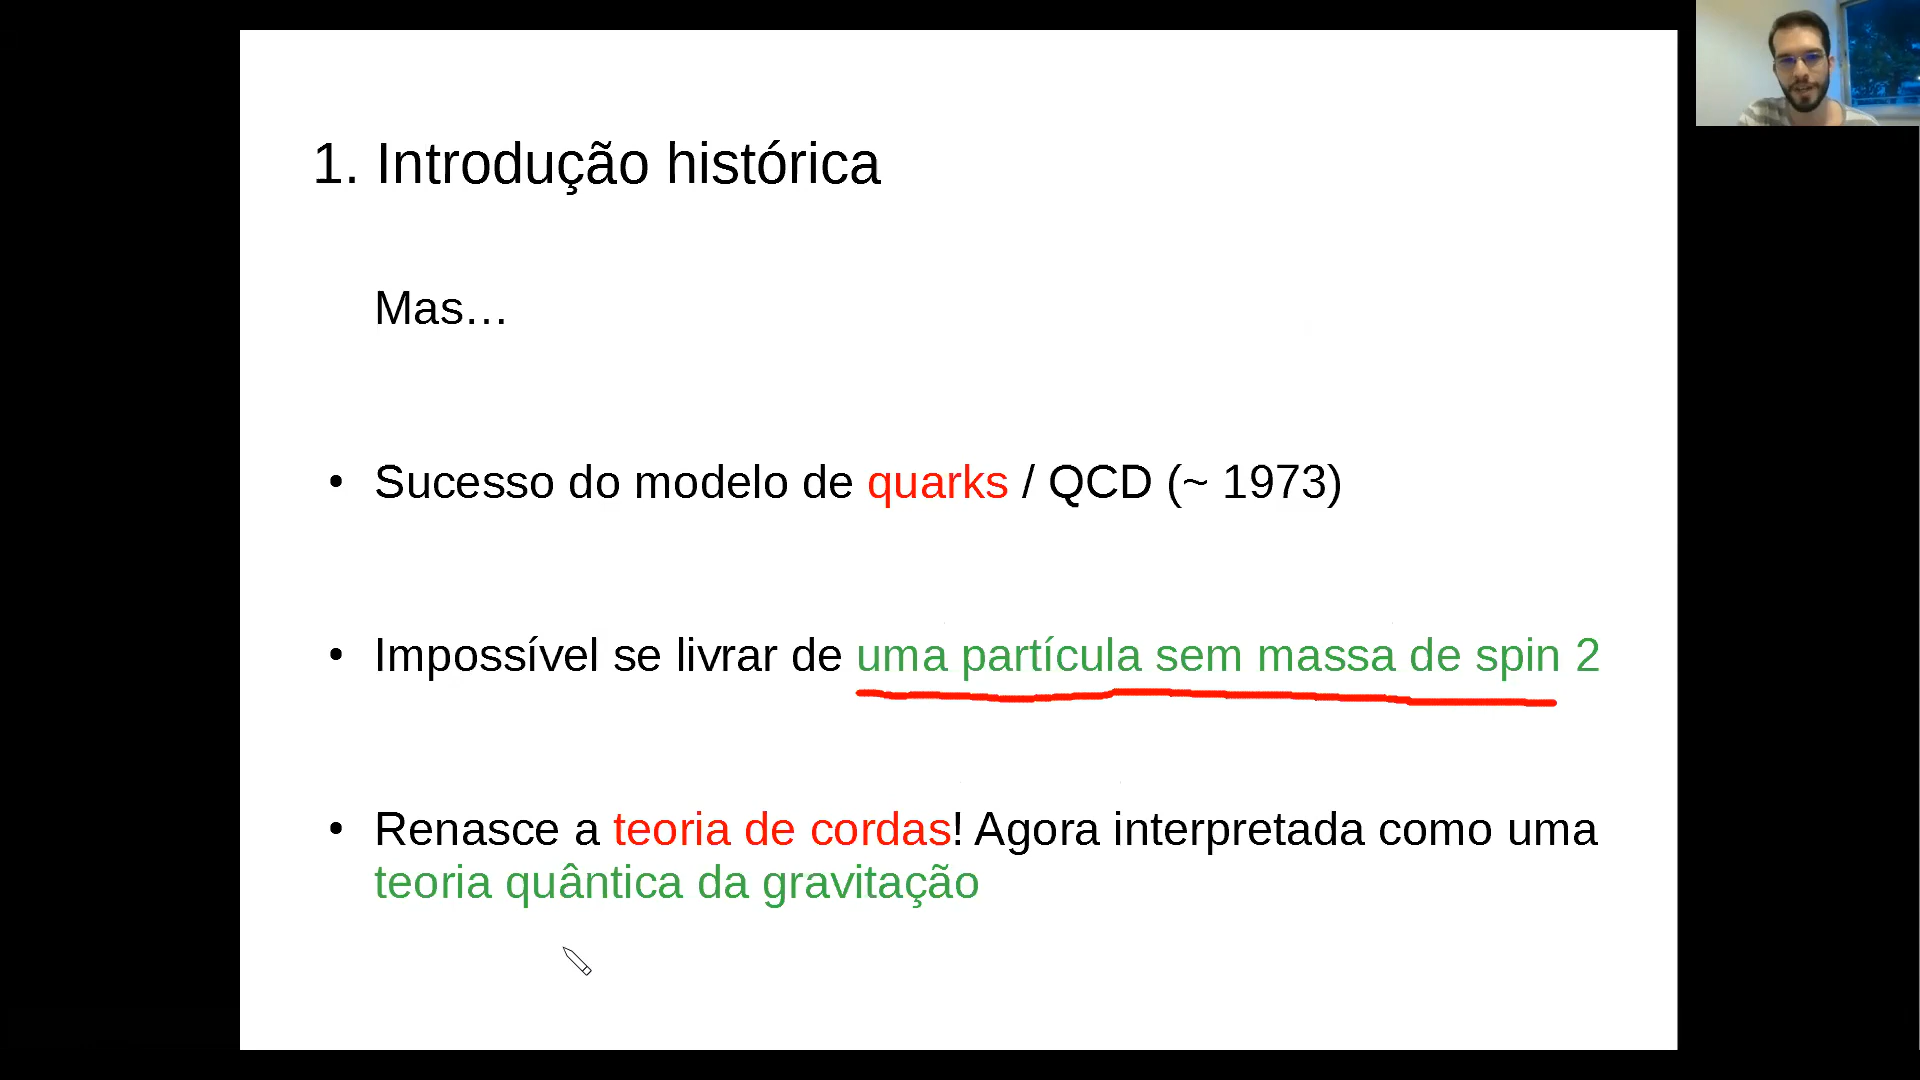 1. Introdução histórica
Mas…
• Sucesso do modelo de quarks / QCD (~ 1973)
• Impossível se livrar de uma partícula sem massa de spin 2
• Renasce a teoria de cordas! Agora interpretada como uma
teoria quântica da gravitação